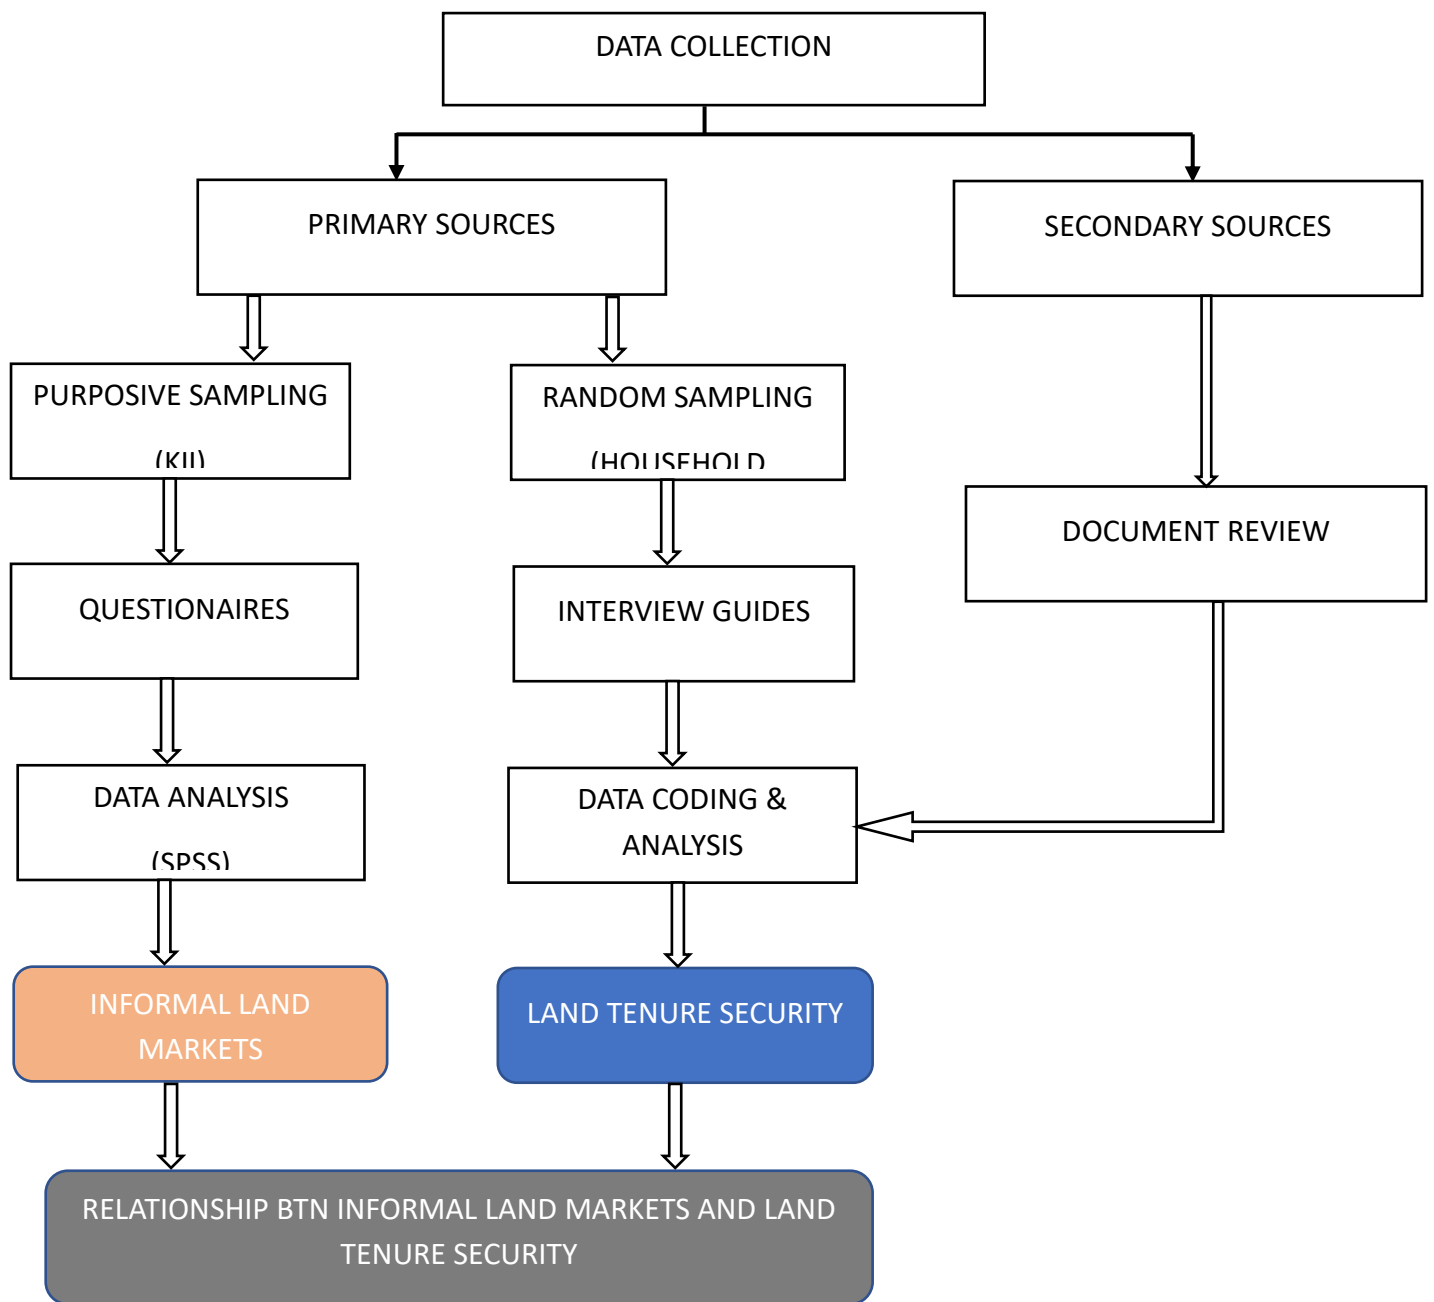 DATA COLLECTION
PRIMARY SOURCES
SECONDARY SOURCES
PURPOSIVE SAMPLING
(KII)
RANDOM SAMPLING
(HOUSEHOLD
DOCUMENT REVIEW
QUESTIONAIRES
INTERVIEW GUIDES
DATA ANALYSIS
(SPSS)
DATA CODING &
ANALYSIS
INFORMAL LAND
MARKETS
LAND TENURE SECURITY
RELATIONSHIP BTN INFORMAL LAND MARKETS AND LAND
TENURE SECURITY